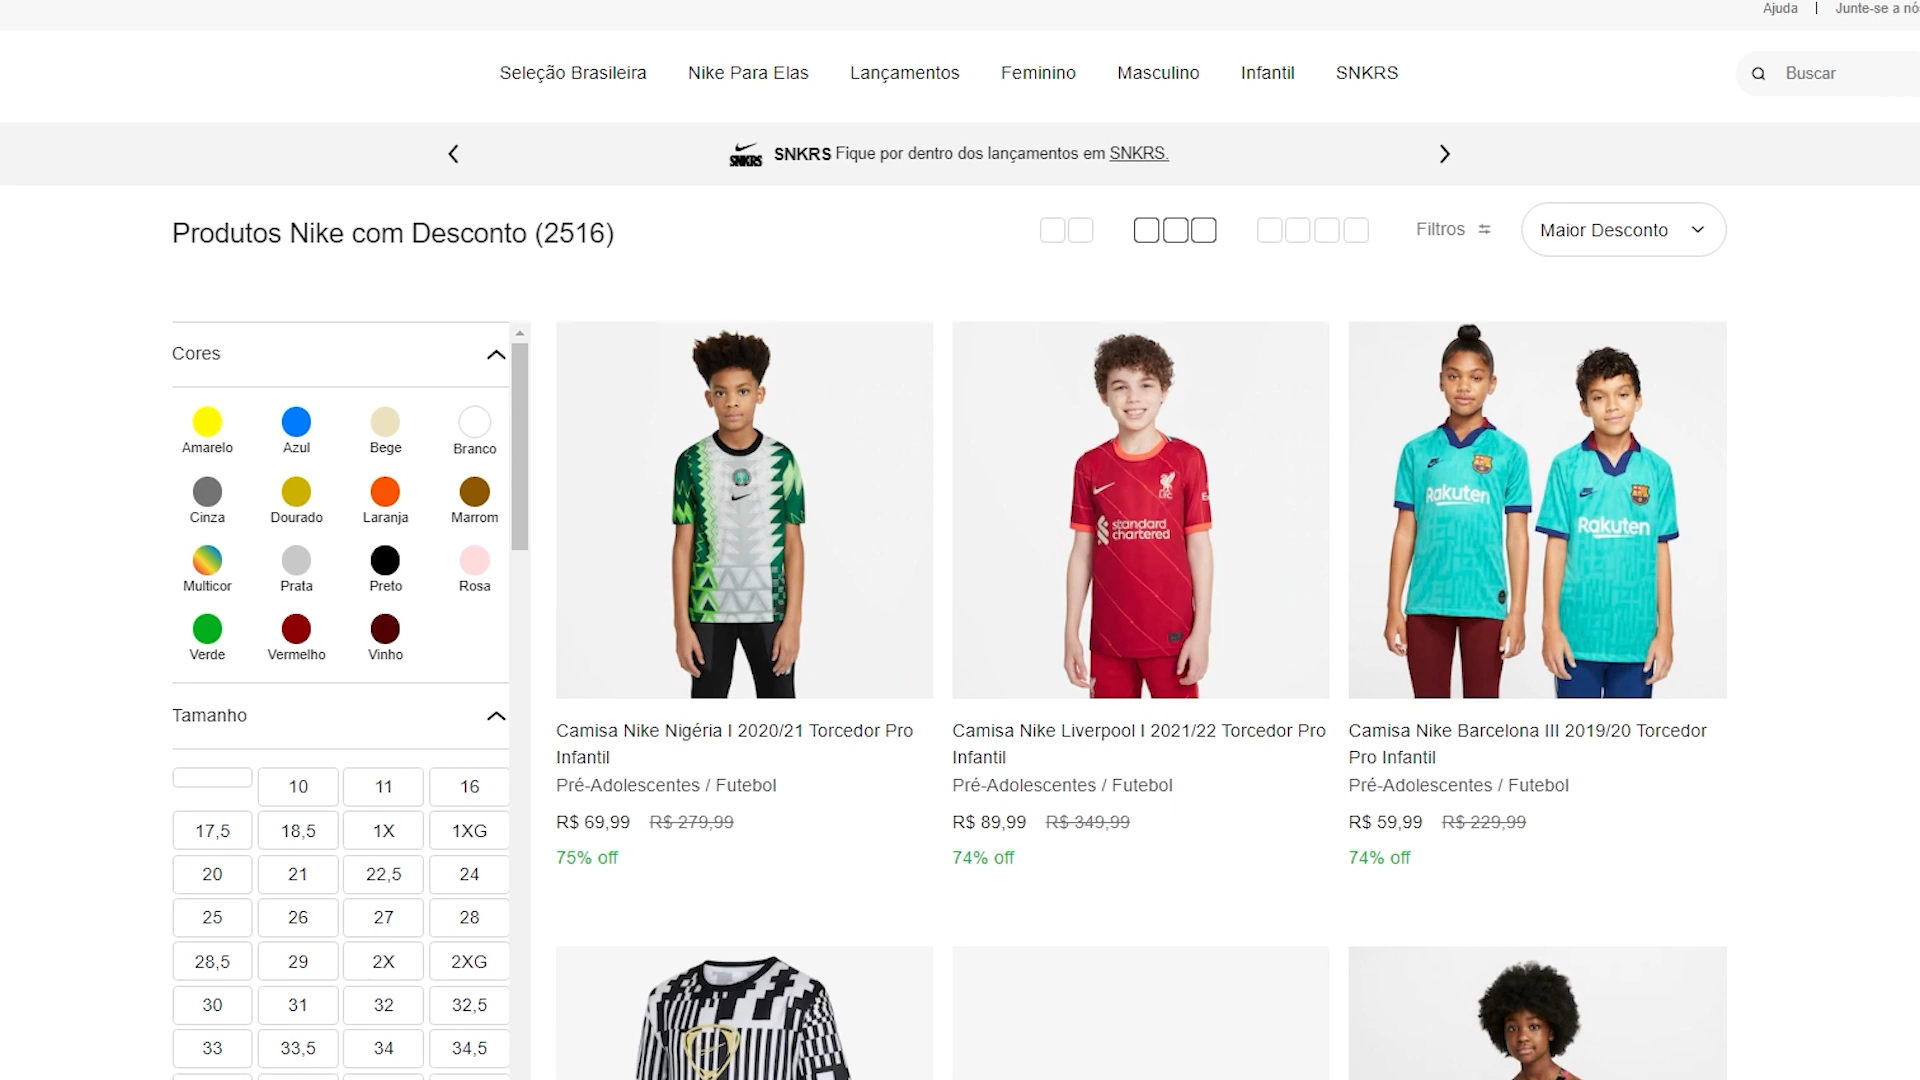 Ajuda | Junte-se a nós
Seleção Brasileira Nike Para Elas Lançamentos Feminino Masculino Infantil SNKRS
Buscar
SNKRS SNKRS Fique por dentro dos lançamentos em SNKRS.
Produtos Nike com Desconto (2516)
Filtros
Maior Desconto
Cores
Amarelo Azul Bege Branco
Cinza Dourado Laranja Marrom
Multicor Prata Preto Rosa
Verde Vermelho Vinho
Tamanho
10 11 16
17,5 18,5 1X 1XG
20 21 22,5 24
25 26 27 28
28,5 29 2X 2XG
30 31 32 32,5
33 33,5 34 34,5
L.F.C.
standard
chartered
Rakuten
Rakuten
Camisa Nike Nigéria I 2020/21 Torcedor Pro
Infantil
Pré-Adolescentes / Futebol
R$ 69,99 R$ 279,99
75% off
Camisa Nike Liverpool I 2021/22 Torcedor Pro
Infantil
Pré-Adolescentes / Futebol
R$ 89,99 R$ 349,99
74% off
Camisa Nike Barcelona III 2019/20 Torcedor
Pro Infantil
Pré-Adolescentes / Futebol
R$ 59,99 R$ 229,99
74% off